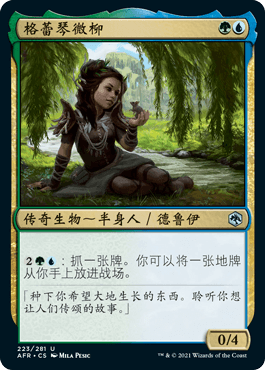 格蕾琴微柳
传奇生物～半身人／德鲁伊
2：抓一张牌。你可以将一张地牌
从你手上放进战场。
「种下你希望大地生长的东西。聆听你想
让人们传颂的故事。」
0/4
223/281 U
AFR • CS MILA PESIC
™ & © 2021 Wizards of the Coast